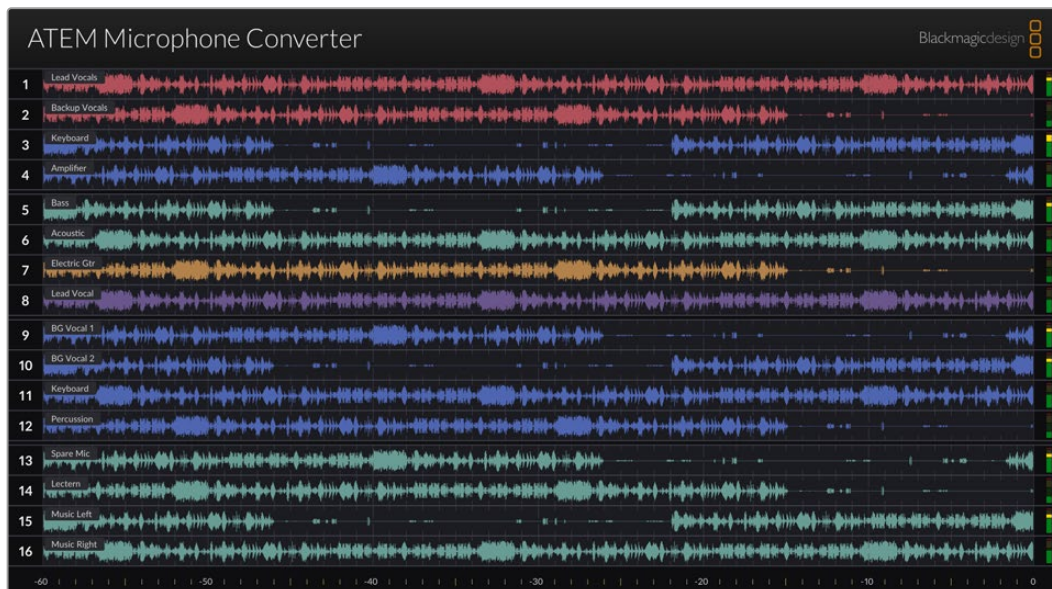 ATEM Microphone Converter
Blackmagicdesign
1 Lead Vocals
2 Backup Vocals
3 Keyboard
4 Amplifier
5 Bass
6 Acoustic
7 Electric Gtr
8 Lead Vocal
9 BG Vocal 1
10 BG Vocal 2
11 Keyboard
12 Percussion
13 Spare Mic
14 Lectern
15 Music Left
16 Music Right
-60 -50 -40 -30 -20 -10 0